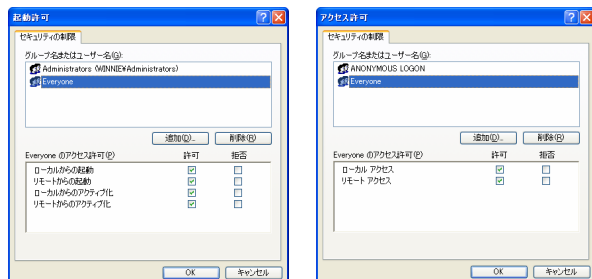 起動許可
セキュリティの制限
グループ名またはユーザー名(G):
Administrators (WINNIE¥Administrators)
Everyone
追加(D)...
削除(R)
Everyone のアクセス許可(P)
許可
拒否
ローカルからの起動
リモートからの起動
ローカルからのアクティブ化
リモートからのアクティブ化
OK
キャンセル
アクセス許可
セキュリティの制限
グループ名またはユーザー名(G):
ANONYMOUS LOGON
Everyone
追加(D)...
削除(R)
Everyone のアクセス許可(P)
許可
拒否
ローカル アクセス
リモート アクセス
OK
キャンセル